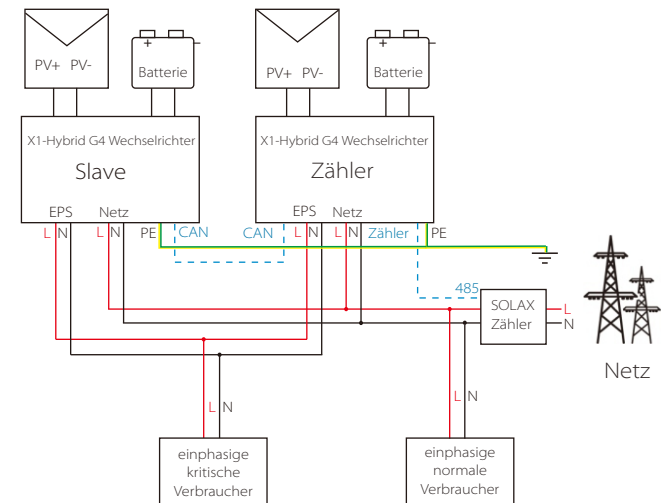 PV+ PV-
+ -
Batterie
PV+ PV-
+ -
Batterie
X1-Hybrid G4 Wechselrichter
Slave
EPS Netz
X1-Hybrid G4 Wechselrichter
Zähler
EPS Netz
L N L N PE CAN
CAN L N L N Zähler PE
485
SOLAX
Zähler
L
N
Netz
L N
L N
einphasige
kritische
Verbraucher
einphasige
normale
Verbraucher